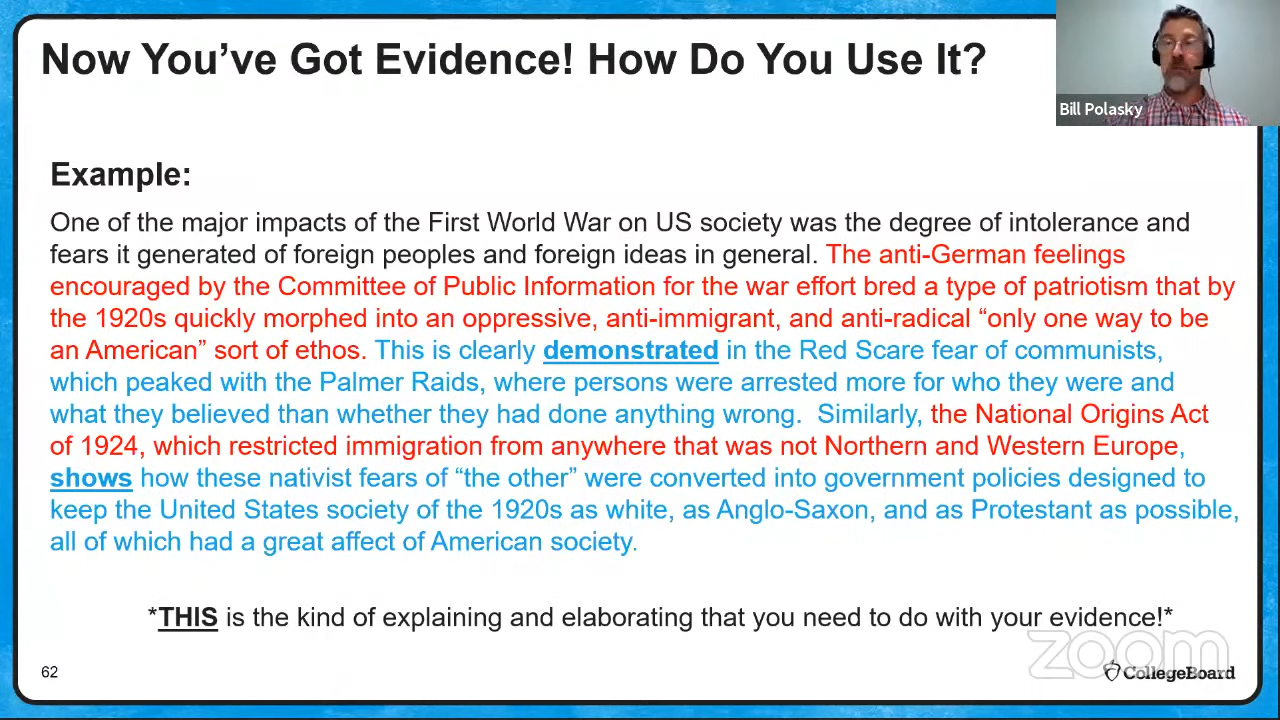 Now You’ve Got Evidence! How Do You Use It?
Bill Polasky
Example:
One of the major impacts of the First World War on US society was the degree of intolerance and
fears it generated of foreign peoples and foreign ideas in general. The anti-German feelings
encouraged by the Committee of Public Information for the war effort bred a type of patriotism that by
the 1920s quickly morphed into an oppressive, anti-immigrant, and anti-radical “only one way to be
an American” sort of ethos. This is clearly demonstrated in the Red Scare fear of communists,
which peaked with the Palmer Raids, where persons were arrested more for who they were and
what they believed than whether they had done anything wrong.  Similarly, the National Origins Act
of 1924, which restricted immigration from anywhere that was not Northern and Western Europe,
shows how these nativist fears of “the other” were converted into government policies designed to
keep the United States society of the 1920s as white, as Anglo-Saxon, and as Protestant as possible,
all of which had a great affect of American society.
*THIS is the kind of explaining and elaborating that you need to do with your evidence!*
zoom
62
CollegeBoard